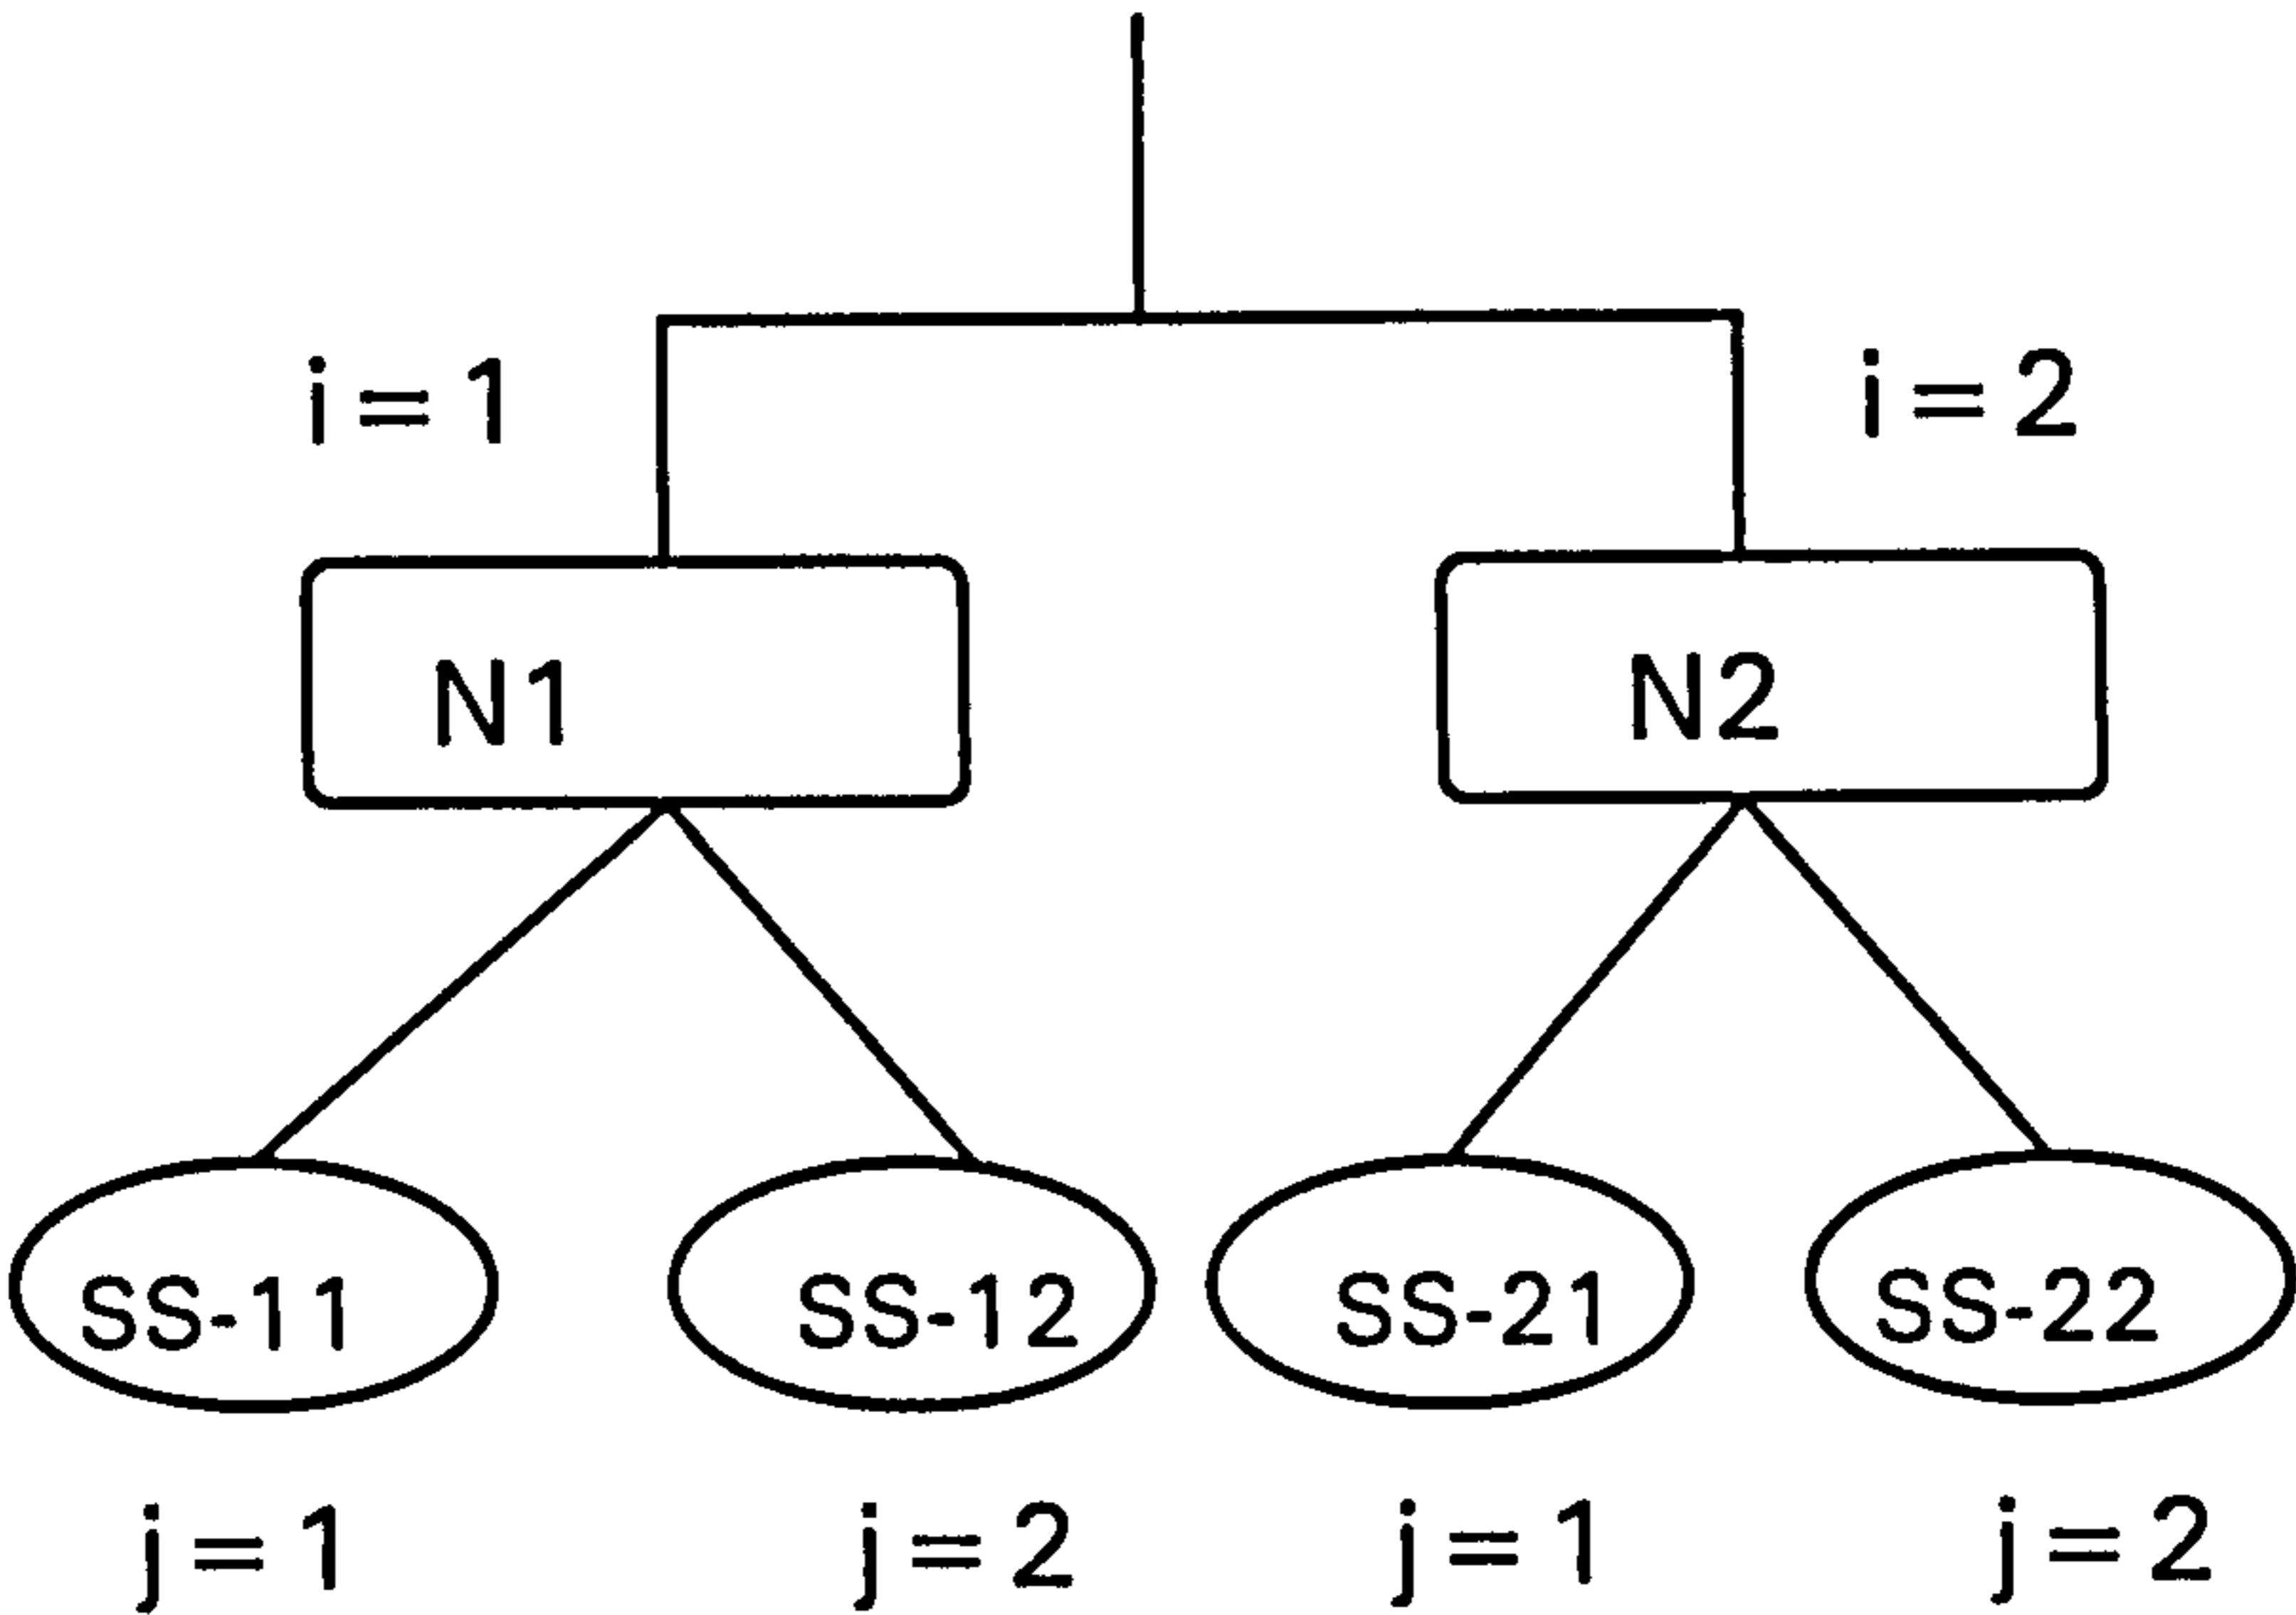 i = 1
i = 2
N1
N2
SS-11
SS-12
SS-21
SS-22
j = 1
j = 2
j = 1
j = 2